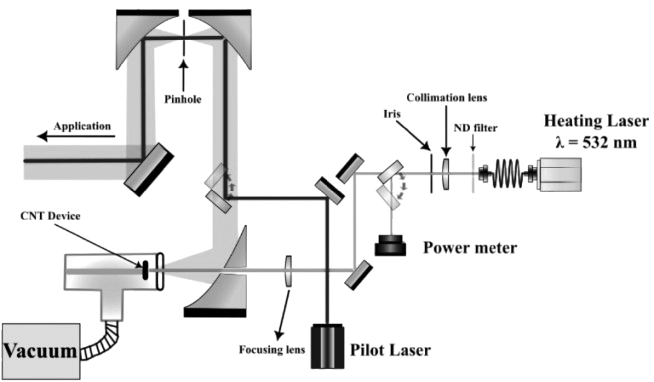 Pinhole
Application
Collimation lens
Iris
ND filter
Heating Laser
λ = 532 nm
CNT Device
Power meter
Vacuum
Focusing lens
Pilot Laser